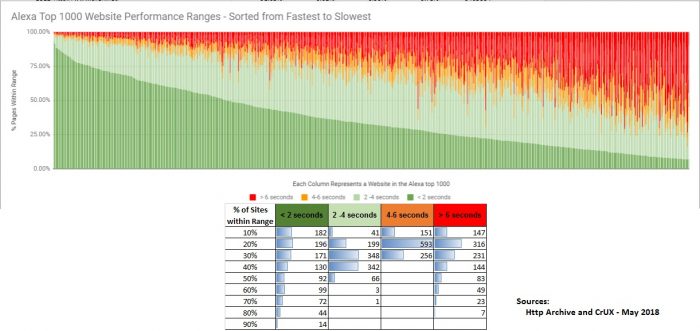 Alexa Top 1000 Website Performance Ranges - Sorted from Fastest to Slowest
% Pages Within Range
100.00%
75.00%
50.00%
25.00%
0.00%
Each Column Represents a Website in the Alexa top 1000
> 6 seconds 4-6 seconds 2 -4 seconds < 2 seconds
% of Sites within Range < 2 seconds 2 -4 seconds 4-6 seconds > 6 seconds
10% 182 41 151 147
20% 196 199 593 316
30% 171 348 256 231
40% 130 342 144
50% 92 66 83
60% 99 3 49
70% 72 1 23
80% 44 7
90% 14
Sources:
Http Archive and CrUX - May 2018